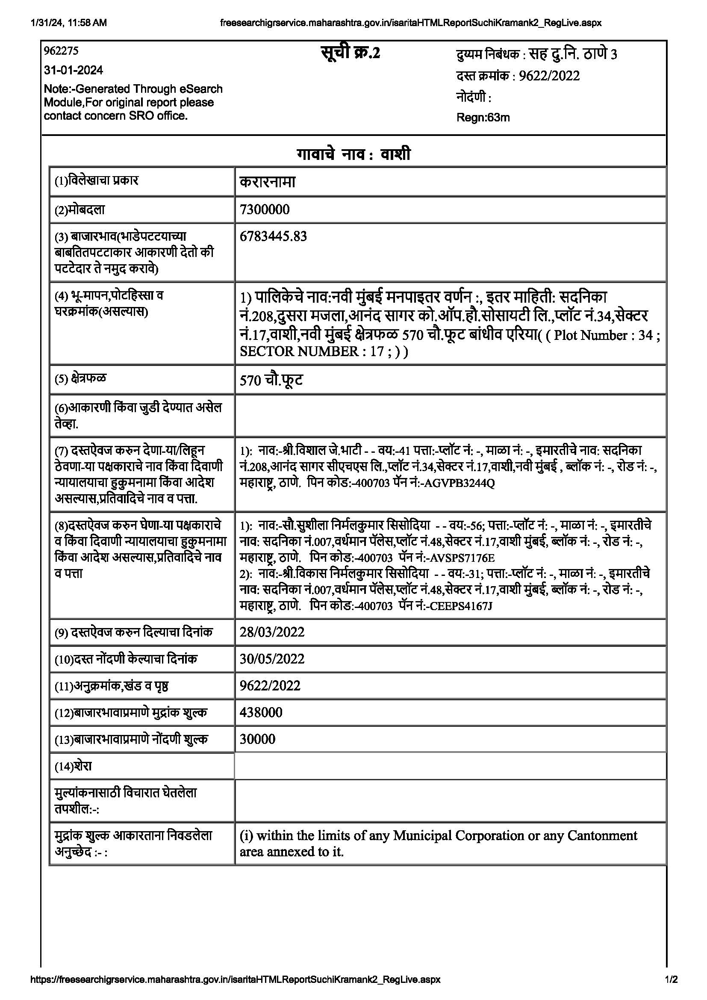 1/31/24, 11:58 AM
freesearchigrservice.maharashtra.gov.in/isaritaHTMLReportSuchiKramank2_RegLive.aspx
962275
31-01-2024
Note:-Generated Through eSearch
Module,For original report please
contact concern SRO office.
सूची क्र.2
दुय्यम निबंधक : सह दु.नि. ठाणे 3
दस्त क्रमांक : 9622/2022
नोदंणी :
Regn:63m
गावाचे नाव : वाशी
(1)विलेखाचा प्रकार
करारनामा
(2)मोबदला
7300000
(3) बाजारभाव(भाडेपटटयाच्या
बाबतितपटटाकार आकारणी देतो की
पटटेदार ते नमुद करावे)
6783445.83
(4) भू-मापन,पोटहिस्सा व
घरक्रमांक(असल्यास)
1) पालिकेचे नाव:नवी मुंबई मनपाइतर वर्णन :, इतर माहिती: सदनिका
नं.208,दुसरा मजला,आनंद सागर को.ऑप.हौ.सोसायटी लि.,प्लॉट नं.34,सेक्टर
नं.17,वाशी,नवी मुंबई क्षेत्रफळ 570 चौ.फूट बांधीव एरिया( ( Plot Number : 34 ;
SECTOR NUMBER : 17 ; ) )
(5) क्षेत्रफळ
570 चौ.फूट
(6)आकारणी किंवा जुडी देण्यात असेल
तेव्हा.
(7) दस्तऐवज करुन देणा-या/लिहून
ठेवणा-या पक्षकाराचे नाव किंवा दिवाणी
न्यायालयाचा हुकुमनामा किंवा आदेश
असल्यास,प्रतिवादिचे नाव व पत्ता.
1): नाव:-श्री.विशाल जे.भाटी - - वय:-41 पत्ता:-प्लॉट नं: -, माळा नं: -, इमारतीचे नाव: सदनिका
नं.208,आनंद सागर सीएचएस लि.,प्लॉट नं.34,सेक्टर नं.17,वाशी,नवी मुंबई , ब्लॉक नं: -, रोड नं: -,
महाराष्ट्र, ठाणे. पिन कोड:-400703 पॅन नं:-AGVPB3244Q
(8)दस्तऐवज करुन घेणा-या पक्षकाराचे
व किंवा दिवाणी न्यायालयाचा हुकुमनामा
किंवा आदेश असल्यास,प्रतिवादिचे नाव
व पत्ता
1): नाव:-सौ.सुशीला निर्मलकुमार सिसोदिया - - वय:-56; पत्ता:-प्लॉट नं: -, माळा नं: -, इमारतीचे
नाव: सदनिका नं.007,वर्धमान पॅलेस,प्लॉट नं.48,सेक्टर नं.17,वाशी मुंबई, ब्लॉक नं: -, रोड नं: -,
महाराष्ट्र, ठाणे. पिन कोड:-400703 पॅन नं:-AVSPS7176E
2): नाव:-श्री.विकास निर्मलकुमार सिसोदिया - - वय:-31; पत्ता:-प्लॉट नं: -, माळा नं: -, इमारतीचे
नाव: सदनिका नं.007,वर्धमान पॅलेस,प्लॉट नं.48,सेक्टर नं.17,वाशी मुंबई, ब्लॉक नं: -, रोड नं: -,
महाराष्ट्र, ठाणे. पिन कोड:-400703 पॅन नं:-CEEPS4167J
(9) दस्तऐवज करुन दिल्याचा दिनांक
28/03/2022
(10)दस्त नोंदणी केल्याचा दिनांक
30/05/2022
(11)अनुक्रमांक,खंड व पृष्ठ
9622/2022
(12)बाजारभावाप्रमाणे मुद्रांक शुल्क
438000
(13)बाजारभावाप्रमाणे नोंदणी शुल्क
30000
(14)शेरा
मुल्यांकनासाठी विचारात घेतलेला
तपशील:-:
मुद्रांक शुल्क आकारताना निवडलेला
अनुच्छेद :- :
(i) within the limits of any Municipal Corporation or any Cantonment
area annexed to it.
https://freesearchigrservice.maharashtra.gov.in/isaritaHTMLReportSuchiKramank2_RegLive.aspx
1/2